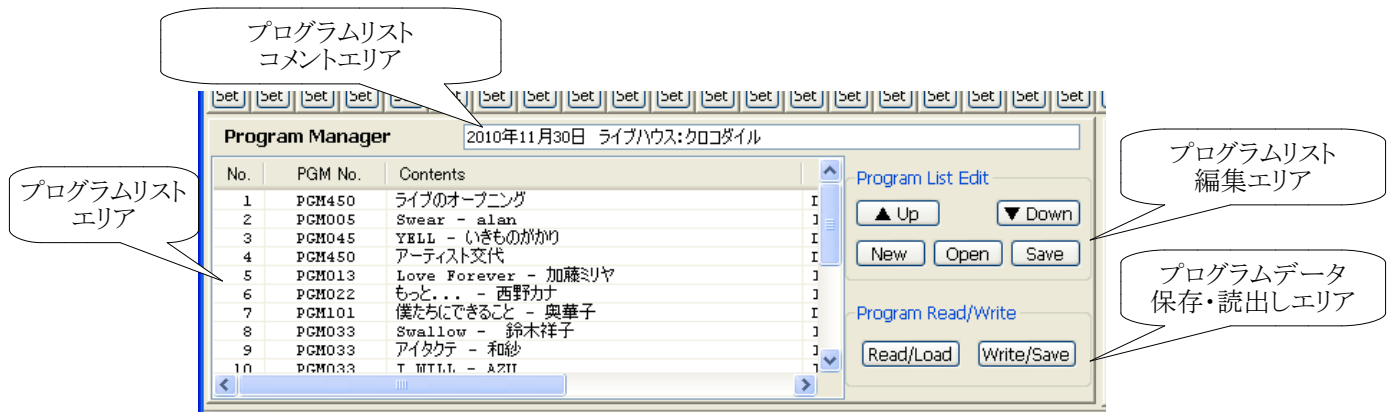 プログラムリスト
コメントエリア
Set Set Set Set Set Set Set Set Set Set Set Set Set Set Set Set Set Set
Program Manager 2010年11月30日 ライブハウス:クロコダイル
プログラムリスト
エリア
No. PGM No. Contents
1 PGM450 ライブのオープニング
2 PGM005 Swear - alan
3 PGM045 YELL - いきものがかり
4 PGM450 アーティスト交代
5 PGM013 Love Forever - 加藤ミリヤ
6 PGM022 もっと... - 西野カナ
7 PGM101 僕たちにできること - 奥華子
8 PGM033 Swallow - 鈴木祥子
9 PGM033 アイタクテ - 和紗
10 PGM033 I WILL - AZU
Program List Edit
▲ Up ▼ Down
New Open Save
Program Read/Write
Read/Load Write/Save
プログラムリスト
編集エリア
プログラムデータ
保存・読出しエリア